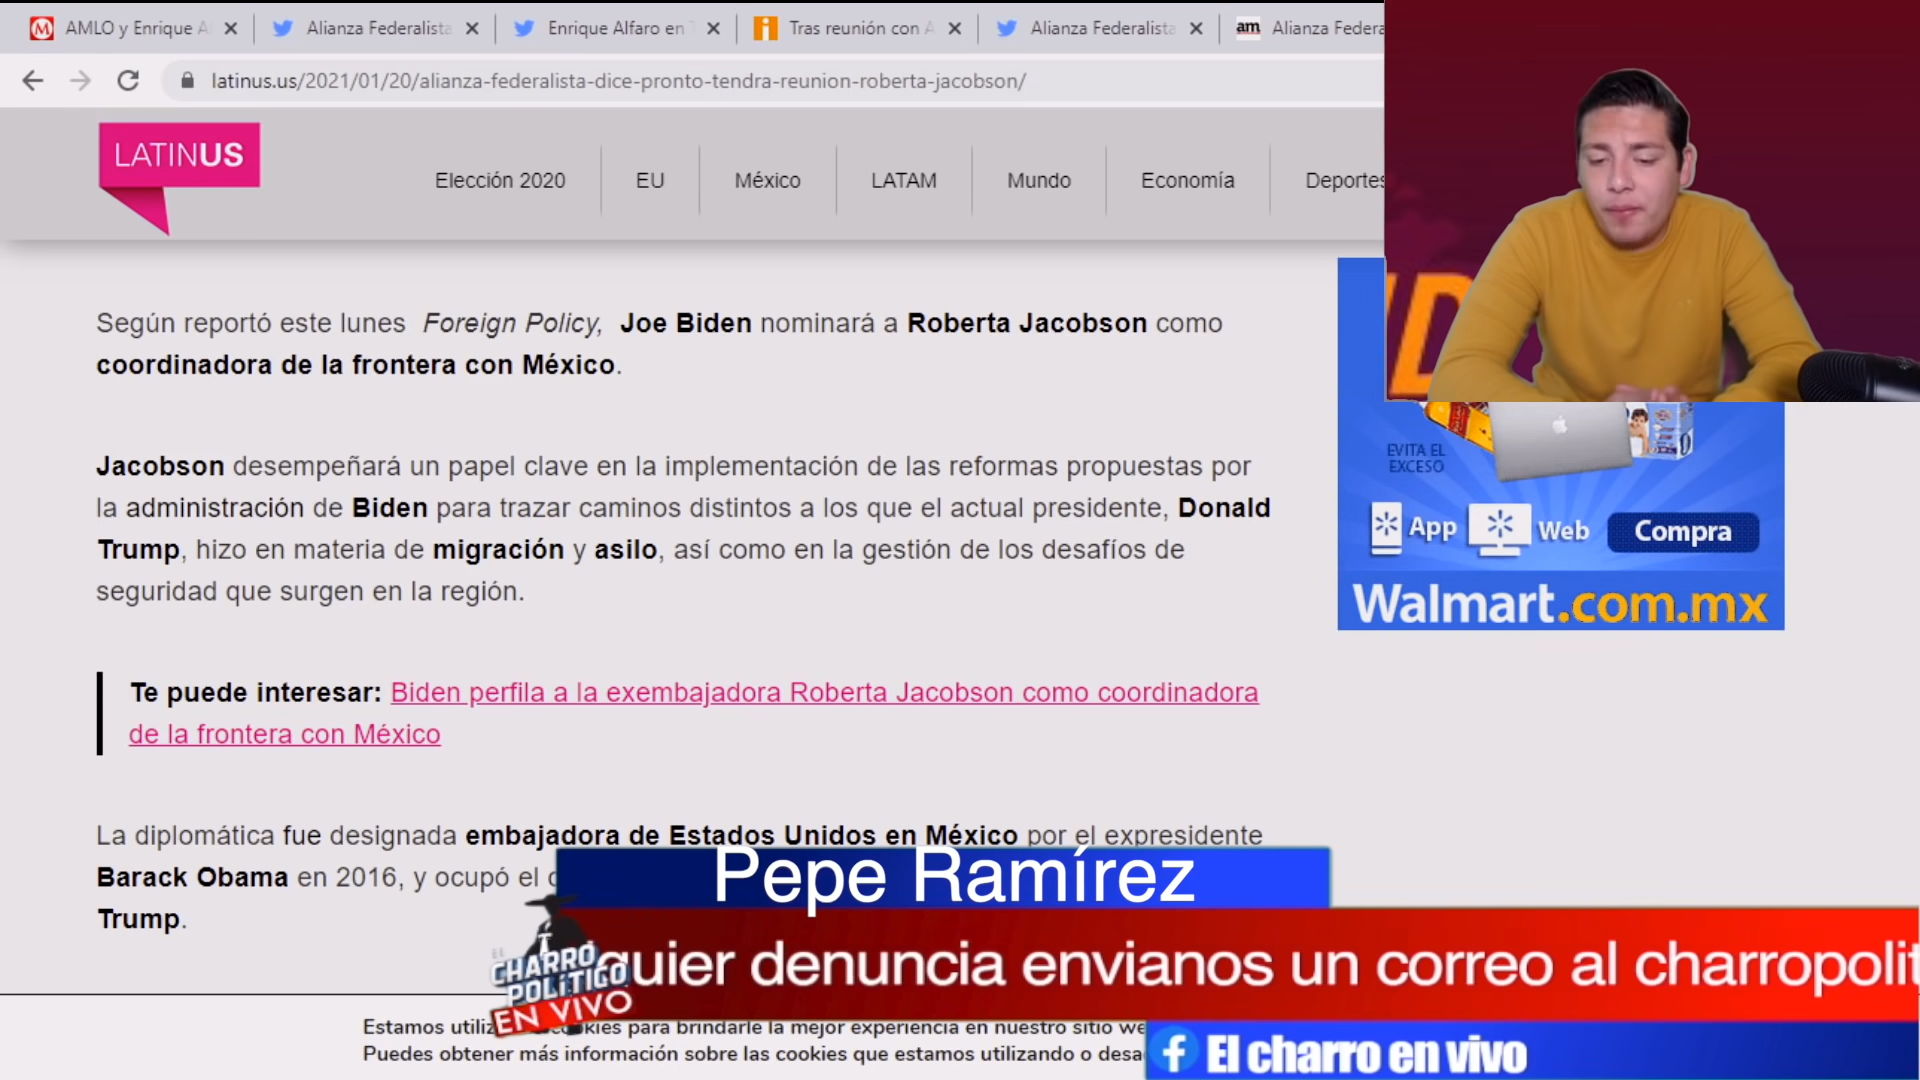 AMLO y Enrique A
Alianza Federalista
Enrique Alfaro en T
Tras reunión con A
Alianza Federalista
am Alianza Federa
latinus.us/2021/01/20/alianza-federalista-dice-pronto-tendra-reunion-roberta-jacobson/
LATINUS
Elección 2020
EU
México
LATAM
Mundo
Economía
Deportes
Según reportó este lunes Foreign Policy, Joe Biden nominará a Roberta Jacobson como
coordinadora de la frontera con México.
Jacobson desempeñará un papel clave en la implementación de las reformas propuestas por
la administración de Biden para trazar caminos distintos a los que el actual presidente, Donald
Trump, hizo en materia de migración y asilo, así como en la gestión de los desafíos de
seguridad que surgen en la región.
Te puede interesar: Biden perfila a la exembajadora Roberta Jacobson como coordinadora
de la frontera con México
La diplomática fue designada embajadora de Estados Unidos en México por el expresidente
Barack Obama en 2016, y ocupó el
Trump.
EVITA EL
EXCESO
App
Web
Compra
Walmart.com.mx
Pepe Ramírez
quier denuncia envianos un correo al charropolit
EL
CHARRO
POLÍTICO
EN VIVO
Estamos utiliz kies para brindarle la mejor experiencia en nuestro sitio we
Puedes obtener más información sobre las cookies que estamos utilizando o desa
El charro en vivo